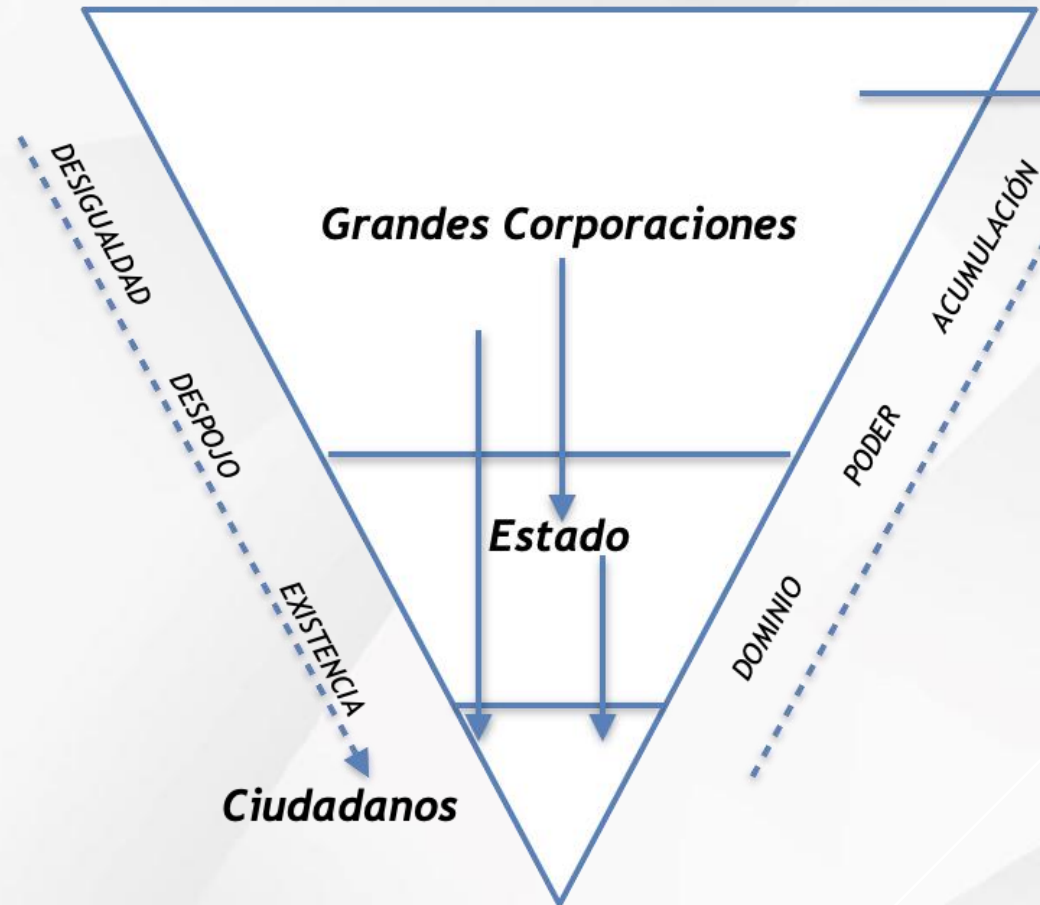 DESIGUALDAD
ACUMULACIÓN
Grandes Corporaciones
DESPOJO
PODER
Estado
EXISTENCIA
DOMINIO
Ciudadanos